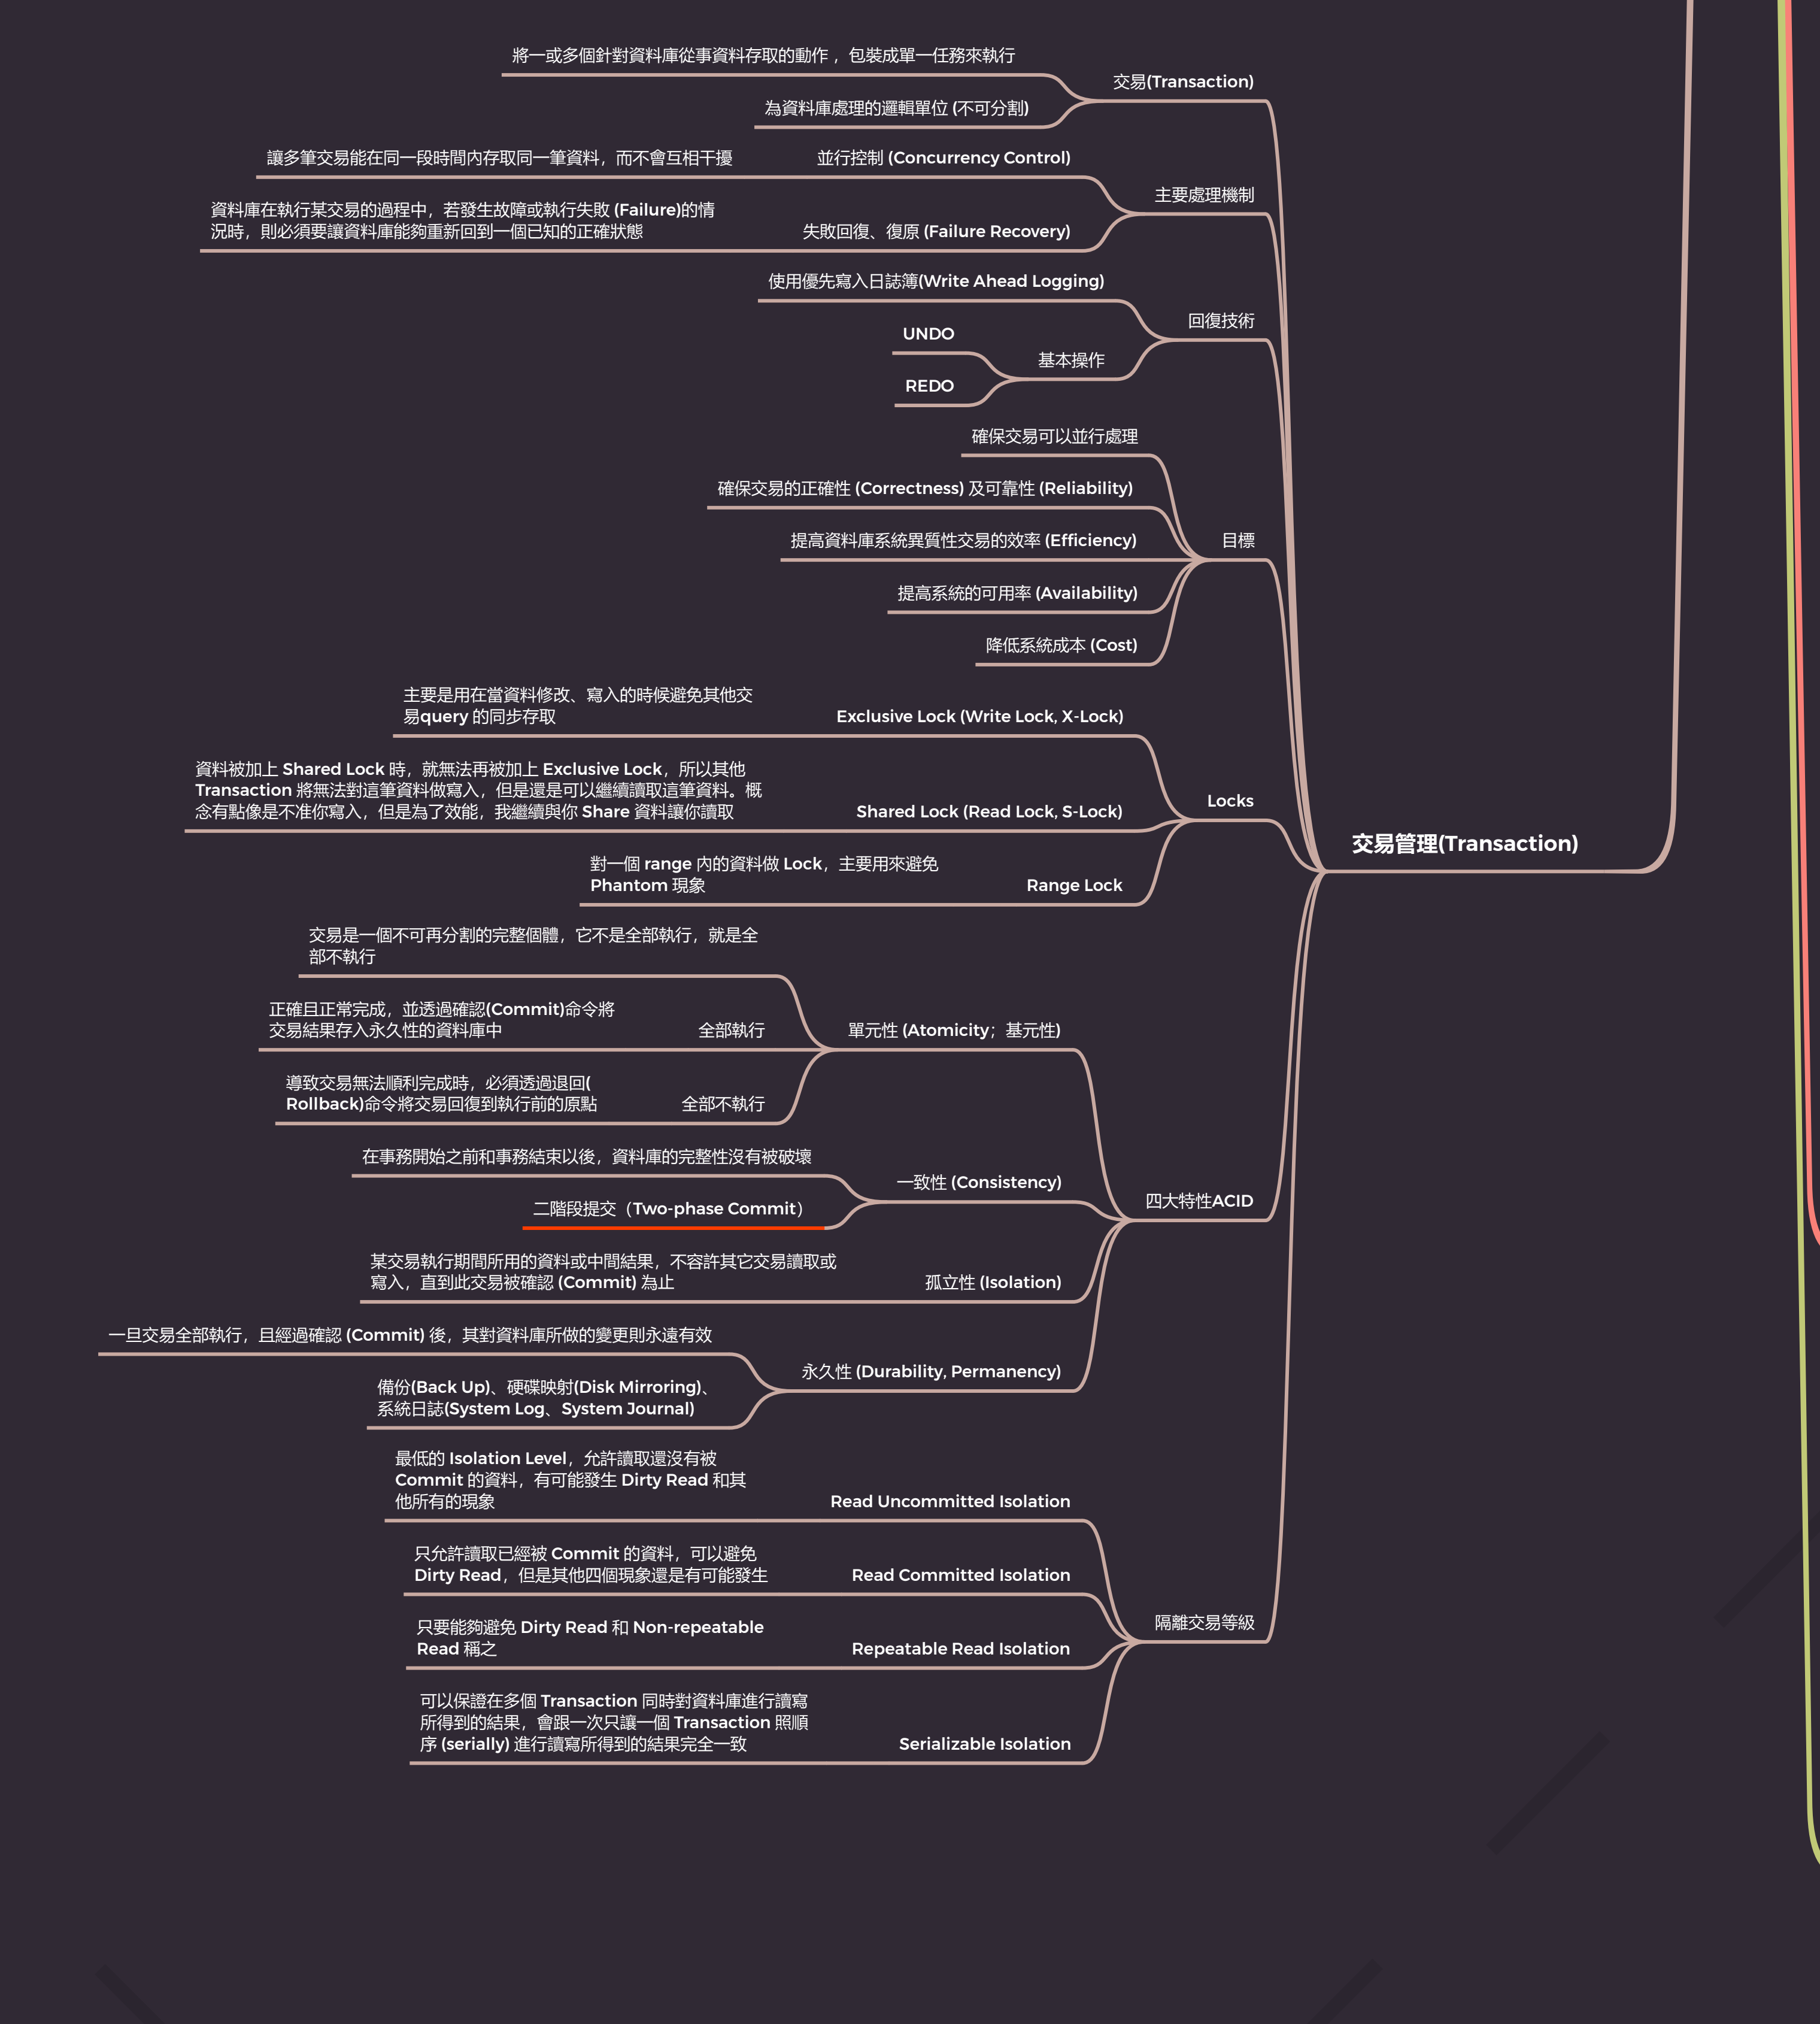 將一或多個針對資料庫從事資料存取的動作 ，包裝成單一任務來執行
交易(Transaction)
為資料庫處理的邏輯單位 (不可分割)
讓多筆交易能在同一段時間內存取同一筆資料，而不會互相干擾
並行控制 (Concurrency Control)
主要處理機制
資料庫在執行某交易的過程中，若發生故障或執行失敗 (Failure)的情
況時，則必須要讓資料庫能夠重新回到一個已知的正確狀態
失敗回復、復原 (Failure Recovery)
使用優先寫入日誌簿(Write Ahead Logging)
回復技術
UNDO
基本操作
REDO
確保交易可以並行處理
確保交易的正確性 (Correctness) 及可靠性 (Reliability)
提高資料庫系統異質性交易的效率 (Efficiency)
目標
提高系統的可用率 (Availability)
降低系統成本 (Cost)
主要是用在當資料修改、寫入的時候避免其他交
易query 的同步存取
Exclusive Lock (Write Lock, X-Lock)
資料被加上 Shared Lock 時，就無法再被加上 Exclusive Lock，所以其他
Transaction 將無法對這筆資料做寫入，但是還是可以繼續讀取這筆資料。概
念有點像是不准你寫入，但是為了效能，我繼續與你 Share 資料讓你讀取
Shared Lock (Read Lock, S-Lock)
Locks
對一個 range 內的資料做 Lock，主要用來避免
Phantom 現象
Range Lock
交易管理(Transaction)
交易是一個不可再分割的完整個體，它不是全部執行，就是全
部不執行
正確且正常完成，並透過確認(Commit)命令將
交易結果存入永久性的資料庫中
全部執行
單元性 (Atomicity；基元性)
導致交易無法順利完成時，必須透過退回(
Rollback)命令將交易回復到執行前的原點
全部不執行
在事務開始之前和事務結束以後，資料庫的完整性沒有被破壞
一致性 (Consistency)
二階段提交（Two-phase Commit）
四大特性ACID
某交易執行期間所用的資料或中間結果，不容許其它交易讀取或
寫入，直到此交易被確認 (Commit) 為止
孤立性 (Isolation)
一旦交易全部執行，且經過確認 (Commit) 後，其對資料庫所做的變更則永遠有效
永久性 (Durability, Permanency)
備份(Back Up)、硬碟映射(Disk Mirroring)、
系統日誌(System Log、System Journal)
最低的 Isolation Level，允許讀取還沒有被
Commit 的資料，有可能發生 Dirty Read 和其
他所有的現象
Read Uncommitted Isolation
只允許讀取已經被 Commit 的資料，可以避免
Dirty Read，但是其他四個現象還是有可能發生
Read Committed Isolation
隔離交易等級
只要能夠避免 Dirty Read 和 Non-repeatable
Read 稱之
Repeatable Read Isolation
可以保證在多個 Transaction 同時對資料庫進行讀寫
所得到的結果，會跟一次只讓一個 Transaction 照順
序 (serially) 進行讀寫所得到的結果完全一致
Serializable Isolation